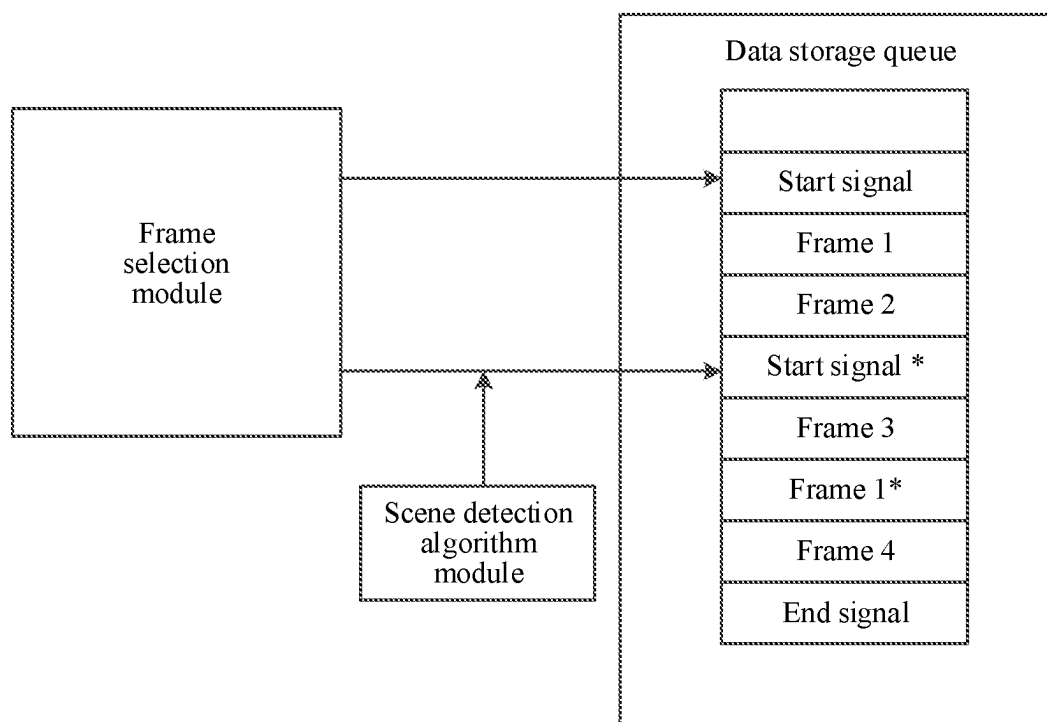 Data storage queue
Frame
selection
module
Start signal
Frame 1
Frame 2
Start signal *
Frame 3
Frame 1*
Frame 4
End signal
Scene detection
algorithm
module